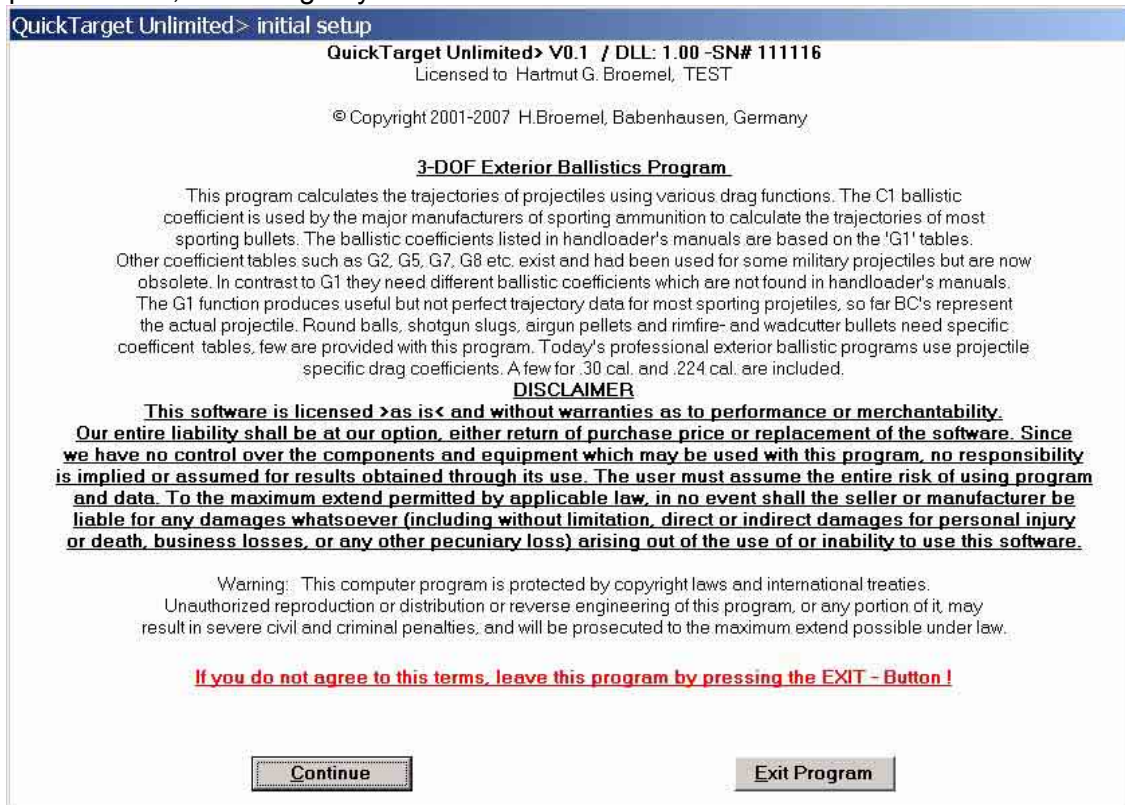 QuickTarget Unlimited> initial setup
QuickTarget Unlimited> V0.1 / DLL: 1.00 -SN# 111116
Licensed to Hartmut G. Broemel, TEST
© Copyright 2001-2007 H.Broemel, Babenhausen, Germany
3-DOF Exterior Ballistics Program
This program calculates the trajectories of projectiles using various drag functions. The C1 ballistic
coefficient is used by the major manufacturers of sporting ammunition to calculate the trajectories of most
sporting bullets. The ballistic coefficients listed in handloader's manuals are based on the 'G1' tables.
Other coefficient tables such as G2, G5, G7, G8 etc. exist and had been used for some military projectiles but are now
obsolete. In contrast to G1 they need different ballistic coefficients which are not found in handloader's manuals.
The G1 function produces useful but not perfect trajectory data for most sporting projetiles, so far BC's represent
the actual projectile. Round balls, shotgun slugs, airgun pellets and rimfire- and wadcutter bullets need specific
coefficent tables, few are provided with this program. Today's professional exterior ballistic programs use projectile
specific drag coefficients. A few for .30 cal. and .224 cal. are included.
DISCLAIMER
This software is licensed >as is< and without warranties as to performance or merchantability.
Our entire liability shall be at our option, either return of purchase price or replacement of the software. Since
we have no control over the components and equipment which may be used with this program, no responsibility
is implied or assumed for results obtained through its use. The user must assume the entire risk of using program
and data. To the maximum extend permitted by applicable law, in no event shall the seller or manufacturer be
liable for any damages whatsoever (including without limitation, direct or indirect damages for personal injury
or death, business losses, or any other pecuniary loss) arising out of the use of or inability to use this software.
Warning: This computer program is protected by copyright laws and international treaties.
Unauthorized reproduction or distribution or reverse engineering of this program, or any portion of it, may
result in severe civil and criminal penalties, and will be prosecuted to the maximum extend possible under law.
If you do not agree to this terms, leave this program by pressing the EXIT - Button !
Continue
Exit Program